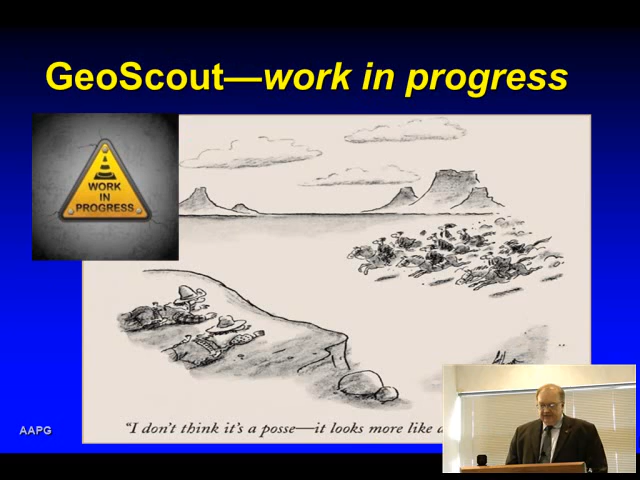 GeoScout—work in progress
WORK
IN
PROGRESS
"I don't think it's a posse—it looks more like
AAPG